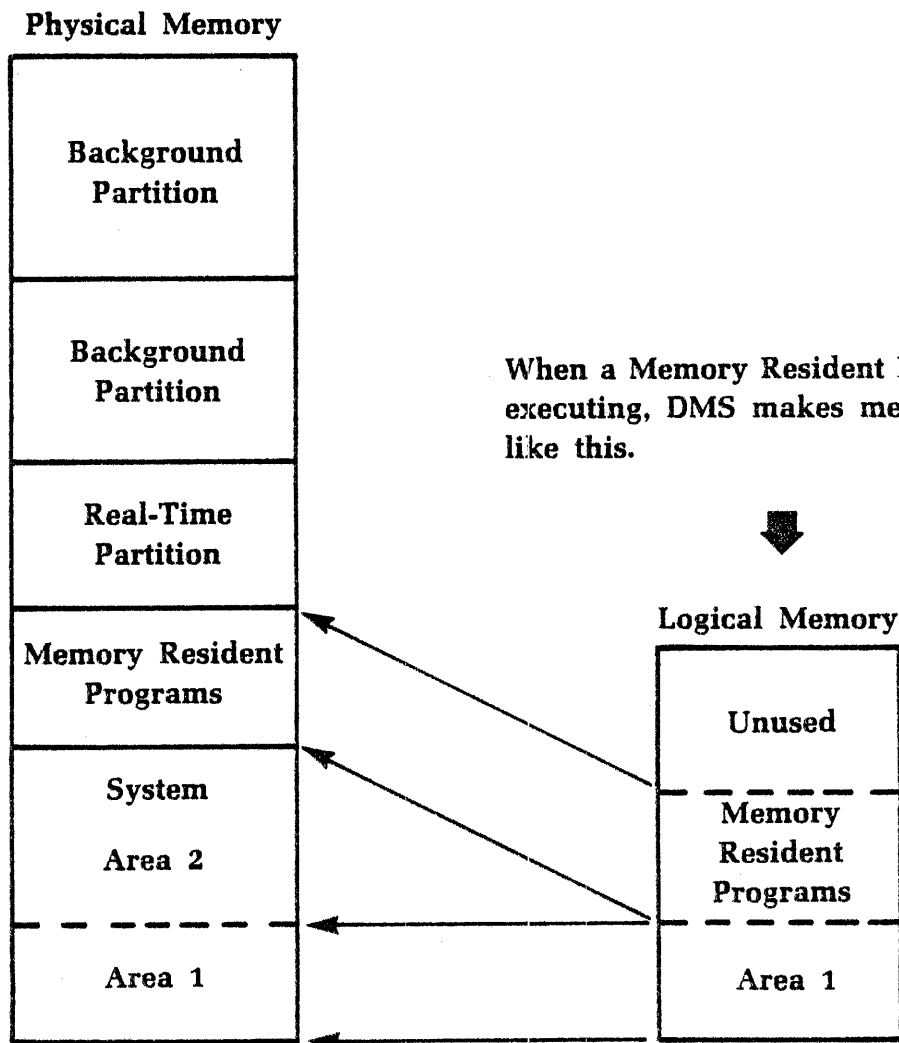 Physical Memory
Background
Partition
Background
Partition
Real-Time
Partition
Memory Resident
Programs
System
Area 2
Area 1
When a Memory Resident
executing, DMS makes
like this.
Logical Memory
Unused
Memory
Resident
Programs
Area 1